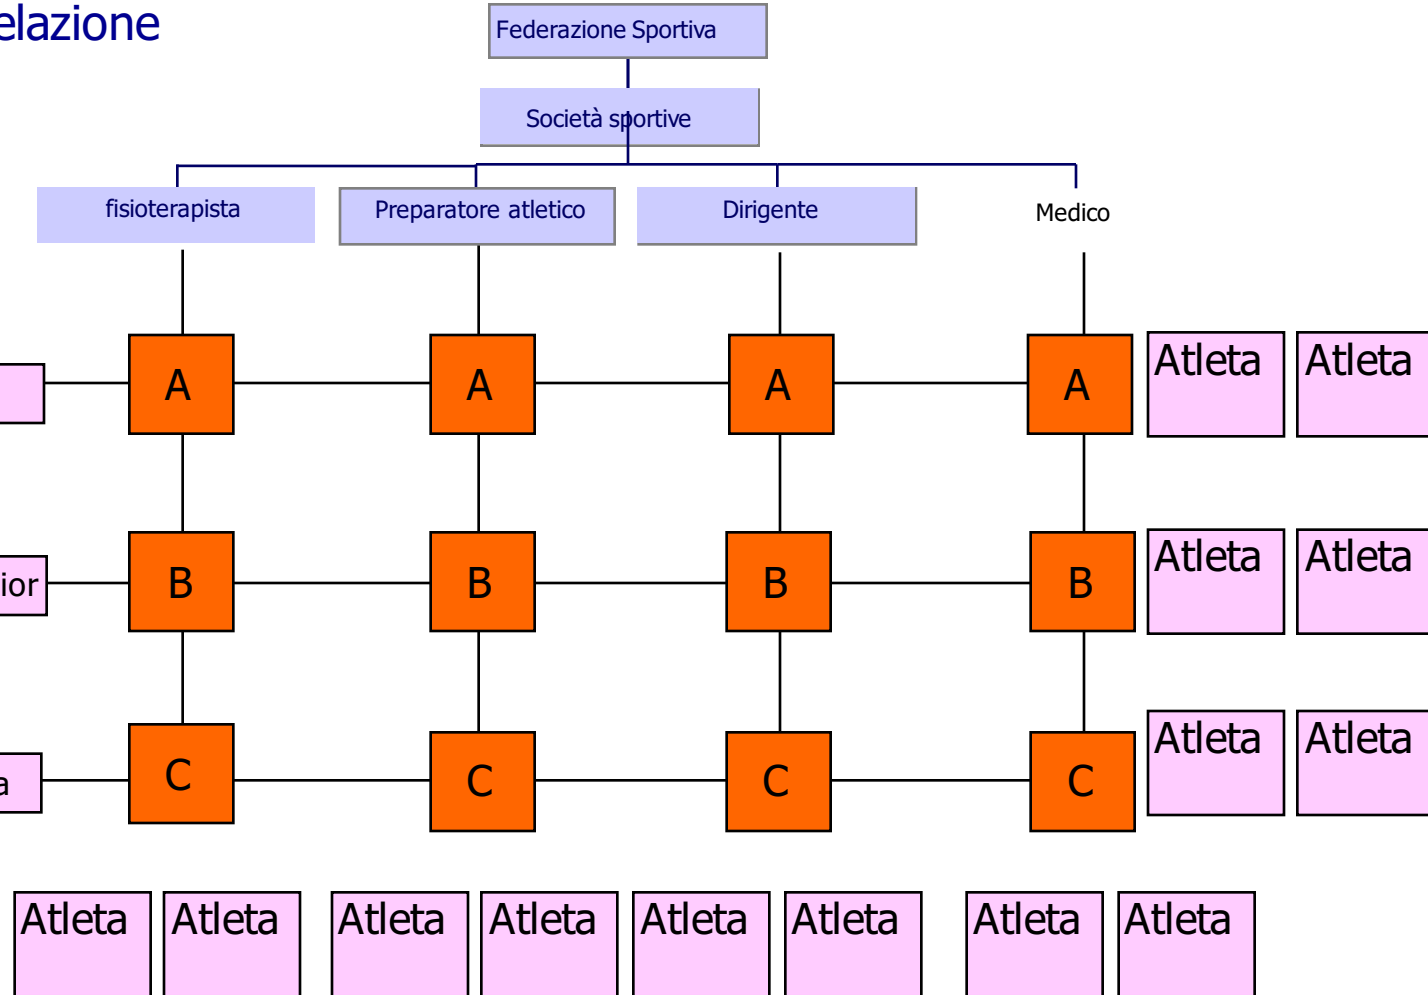 elazione
Federazione Sportiva
Società sportive
fisioterapista
Preparatore atletico
Dirigente
Medico
A
A
A
A
Atleta
Atleta
ior
B
B
B
B
Atleta
Atleta
a
C
C
C
C
Atleta
Atleta
Atleta
Atleta
Atleta
Atleta
Atleta
Atleta
Atleta
Atleta